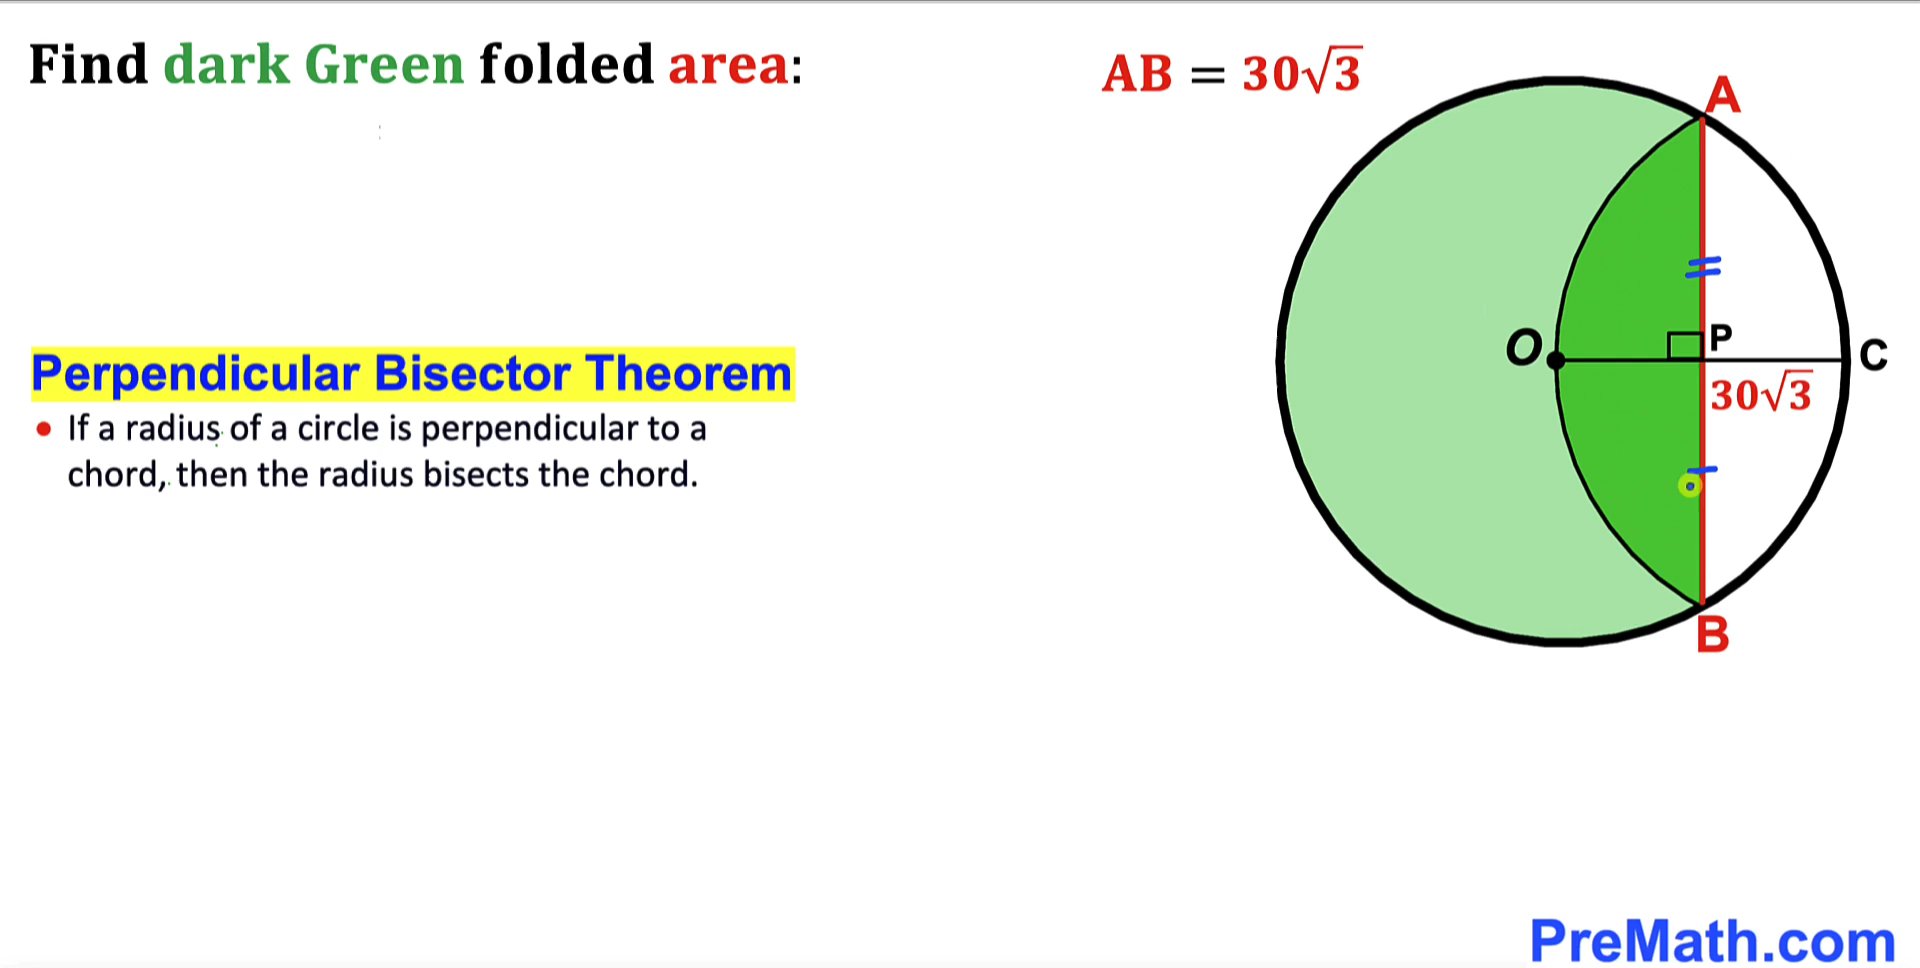 Find dark Green folded area:
AB = 30√3
A
O
P
C
30√3
B
Perpendicular Bisector Theorem
• If a radius of a circle is perpendicular to a
chord, then the radius bisects the chord.
PreMath.com